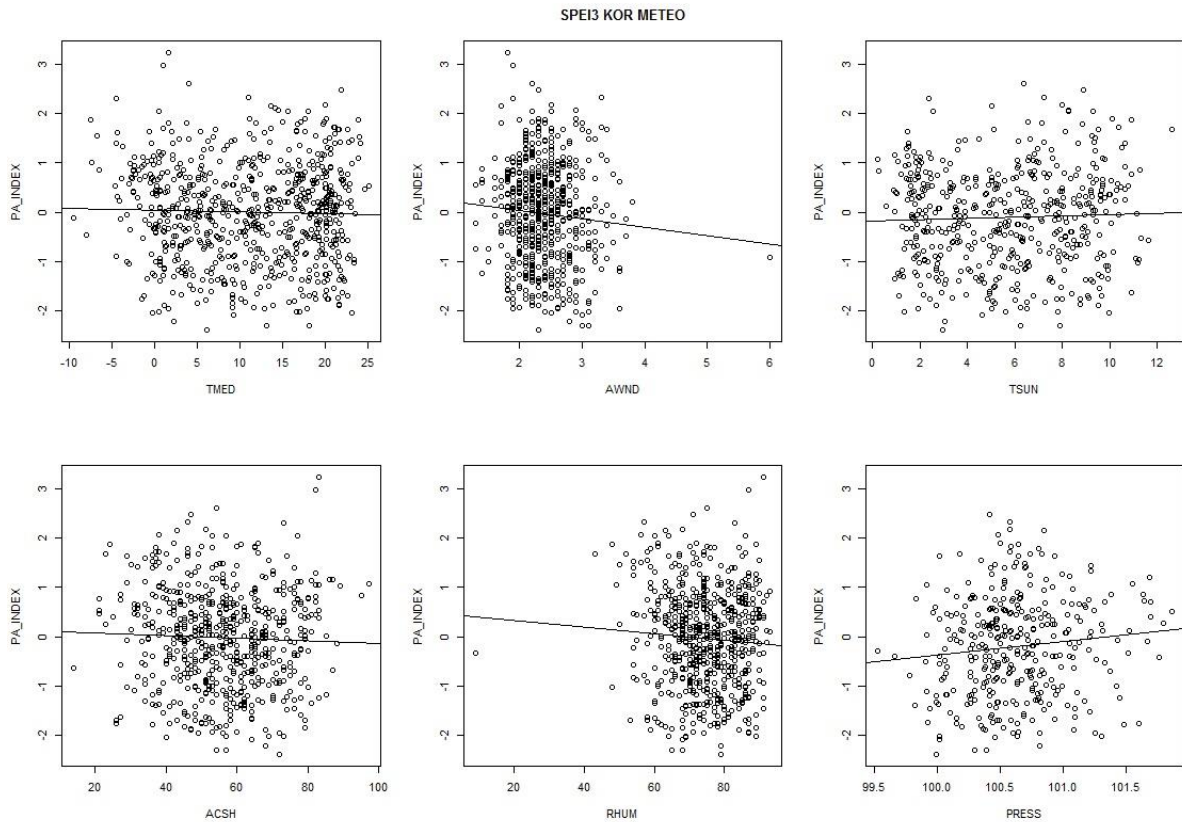 SPEI3 KOR METEO
PA_INDEX
3
2
1
0
-1
-2
-10 -5 0 5 10 15 20 25
TMED
PA_INDEX
3
2
1
0
-1
-2
2 3 4 5 6
AWND
PA_INDEX
3
2
1
0
-1
-2
0 2 4 6 8 10 12
TSUN
PA_INDEX
3
2
1
0
-1
-2
20 40 60 80 100
ACSH
PA_INDEX
3
2
1
0
-1
-2
20 40 60 80
RHUM
PA_INDEX
3
2
1
0
-1
-2
99.5 100.0 100.5 101.0 101.5
PRESS